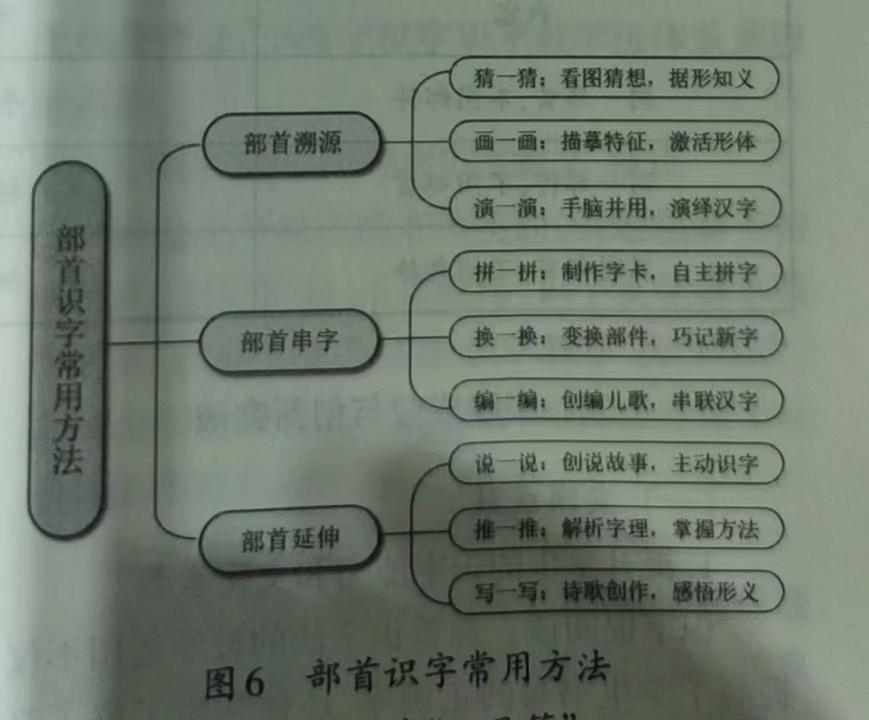 部首识字常用方法
部首溯源
猜一猜：看图猜想，据形知义
画一画：描摹特征，激活形体
演一演：手脑并用，演绎汉字
部首串字
拼一拼：制作字卡，自主拼字
换一换：变换部件，巧记新字
编一编：创编儿歌，串联汉字
部首延伸
说一说：创说故事，主动识字
推一推：解析字理，掌握方法
写一写：诗歌创作，感悟形义
图6 部首识字常用方法